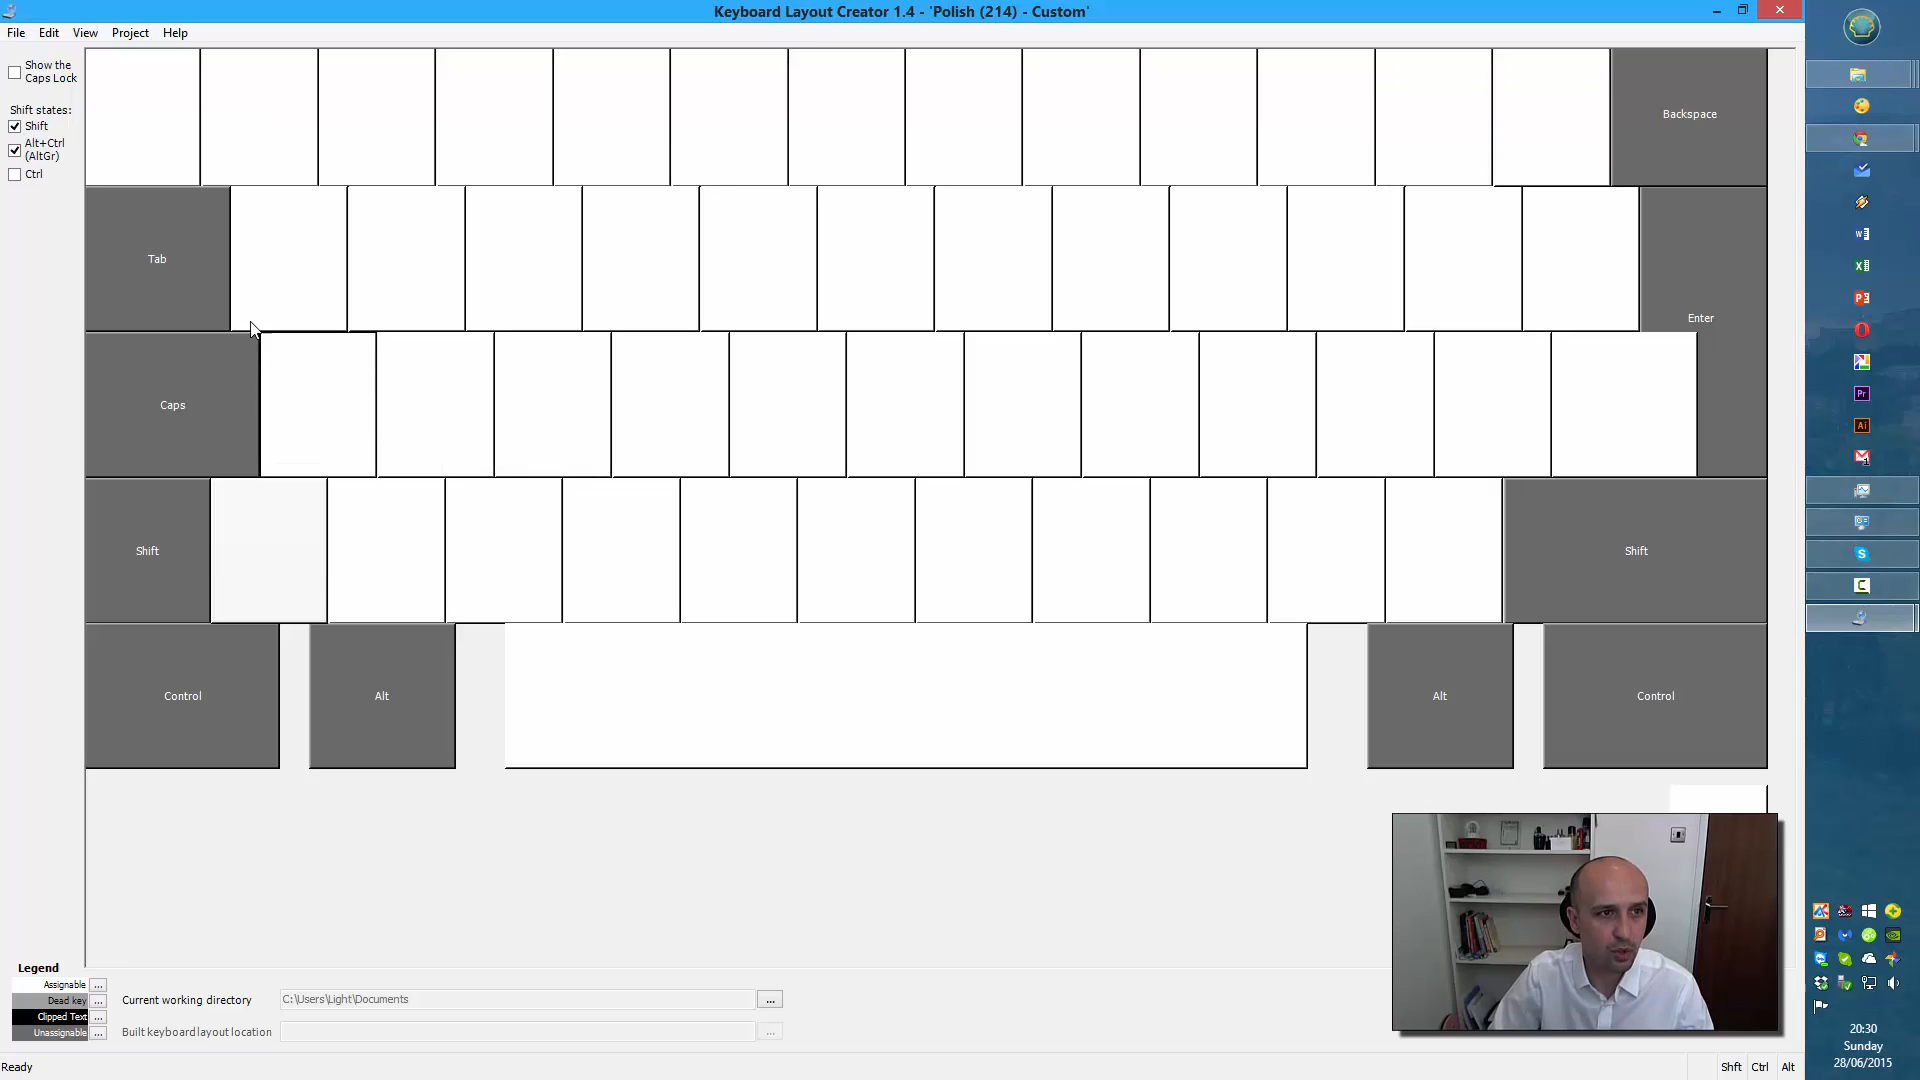 Keyboard Layout Creator 1.4 - 'Polish (214) - Custom'
File Edit View Project Help
Show the
Caps Lock
Shift states:
Shift
Alt+Ctrl
(AltGr)
Ctrl
Backspace
Tab
Enter
Caps
Shift
Shift
Control
Alt
Alt
Control
Legend
Assignable ...
Dead key ...
Clipped Text ...
Unassignable ...
Current working directory C:\Users\Light\Documents ...
Built keyboard layout location ...
Ready
Shft Ctrl Alt
Pr
Ai
20:30
Sunday
28/06/2015